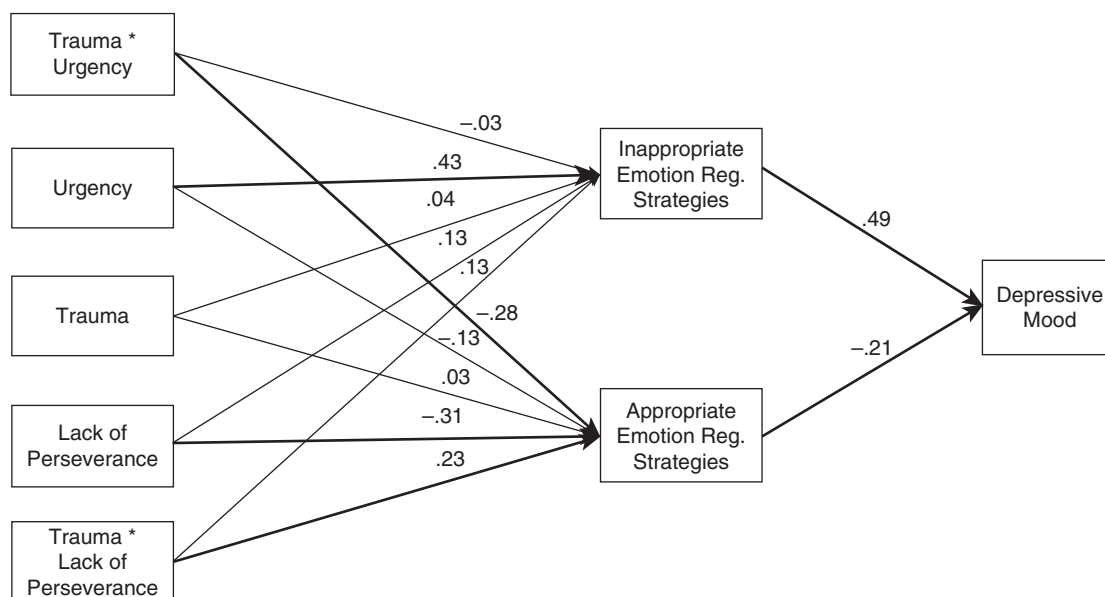 Trauma *
Urgency
Urgency
Trauma
Lack of
Perseverance
Trauma *
Lack of
Perseverance
–.03
.43
.04
.13
.13
–.28
–.13
.03
–.31
.23
Inappropriate
Emotion Reg.
Strategies
Appropriate
Emotion Reg.
Strategies
.49
–.21
Depressive
Mood